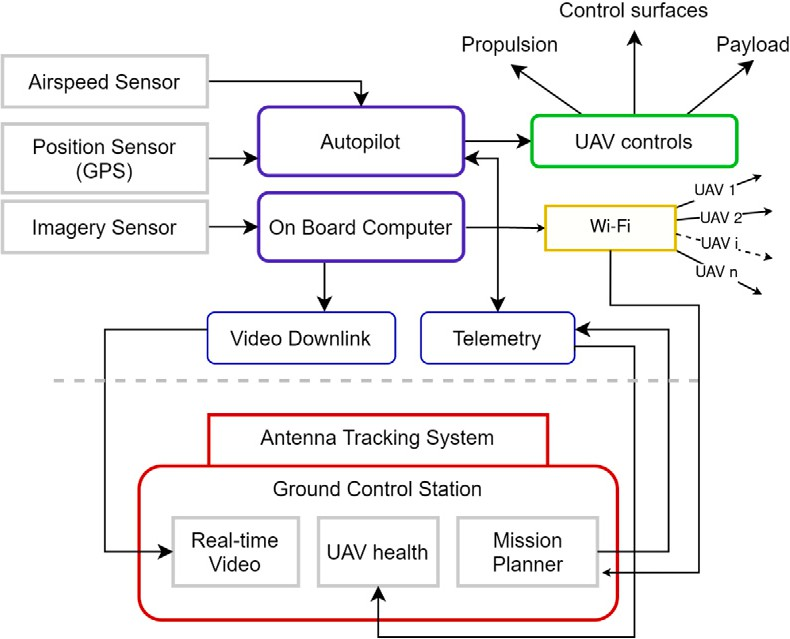 Control surfaces
Propulsion
Payload
Airspeed Sensor
Autopilot
UAV controls
Position Sensor
(GPS)
Imagery Sensor
On Board Computer
Wi-Fi
UAV 1
UAV 2
UAV i
UAV n
Video Downlink
Telemetry
Antenna Tracking System
Ground Control Station
Real-time
Video
UAV health
Mission
Planner